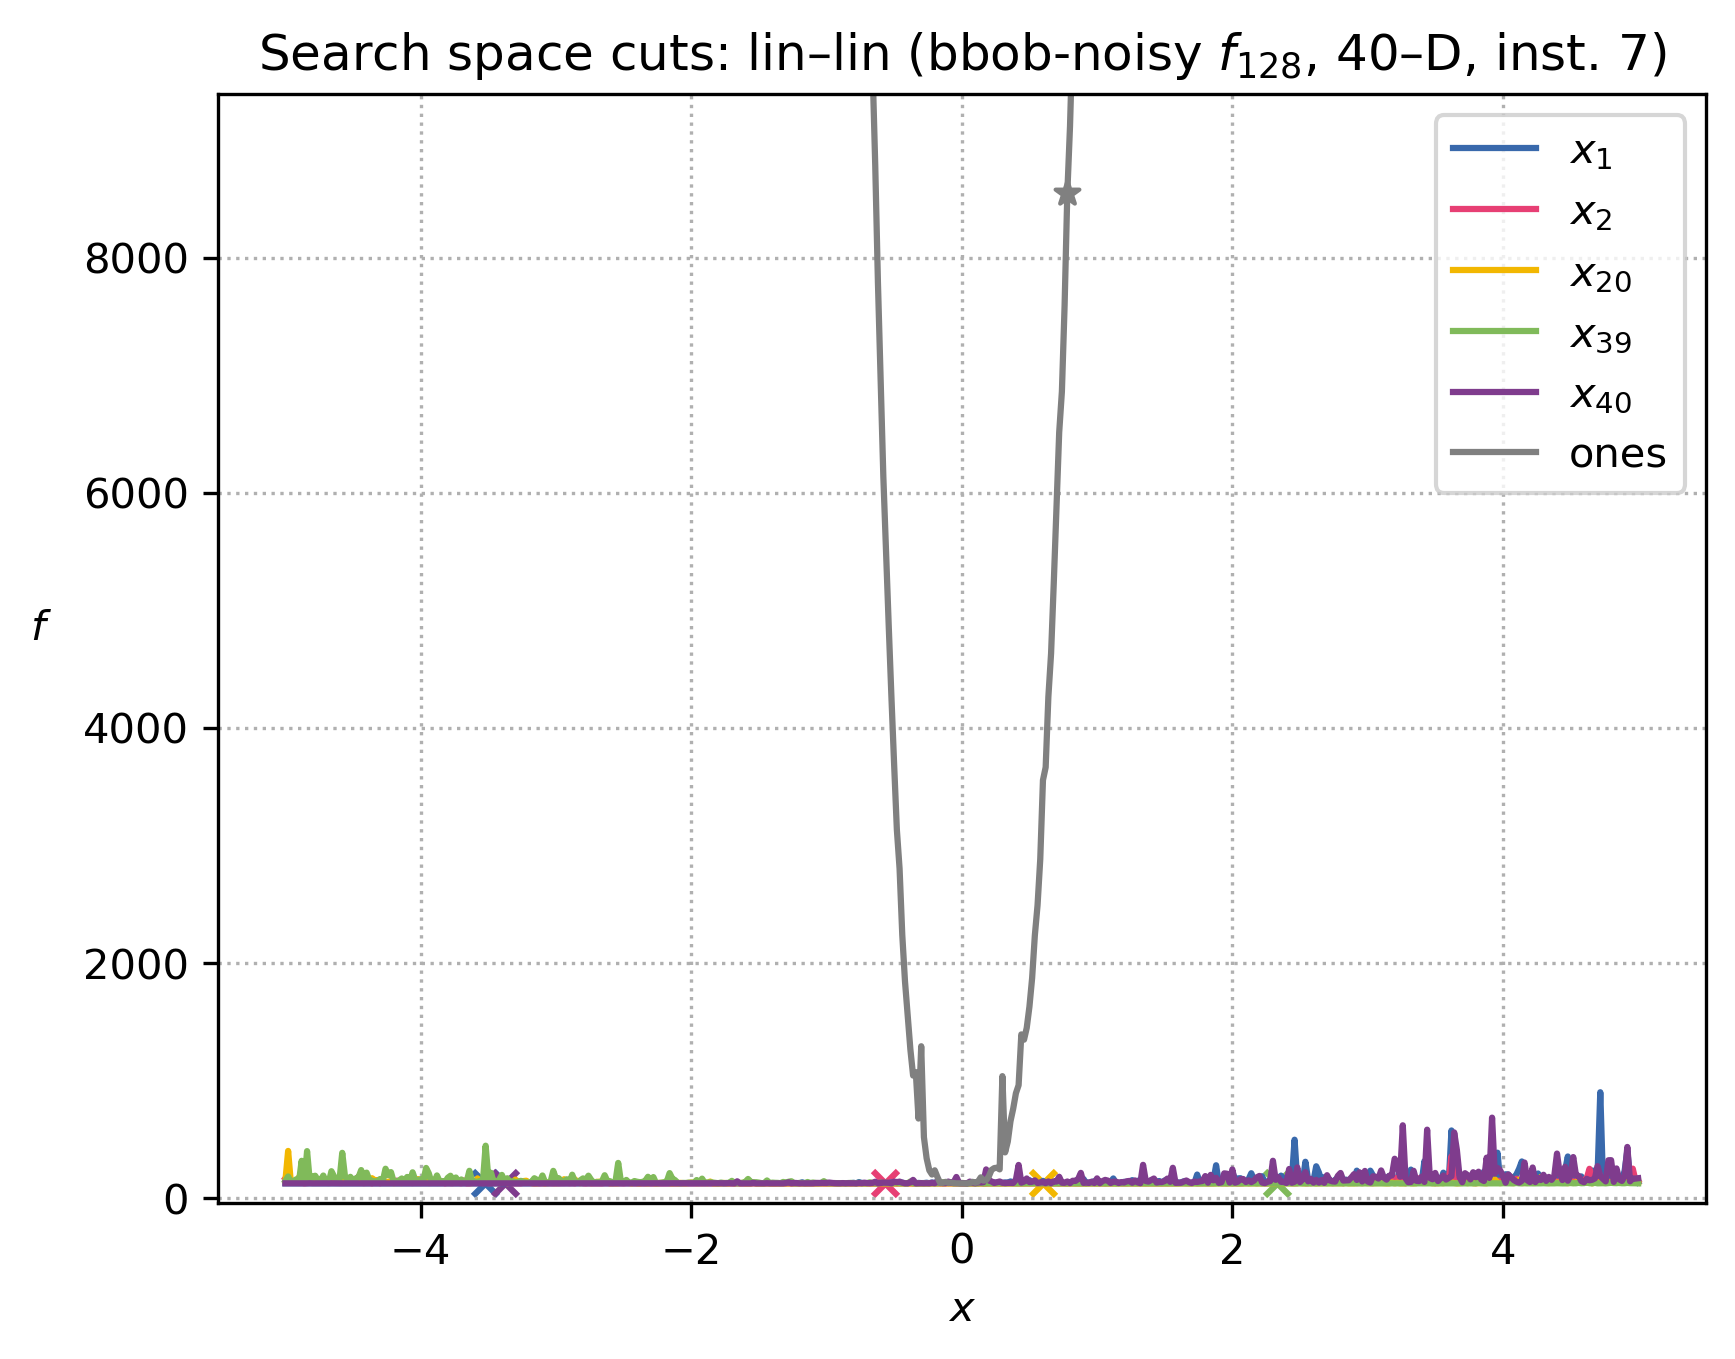 Search space cuts: lin–lin (bbob-noisy f₁₂₈, 40–D, inst. 7)
x₁
x₂
x₂₀
x₃₉
x₄₀
ones
8000
6000
4000
2000
0
f
−4
−2
0
2
4
x